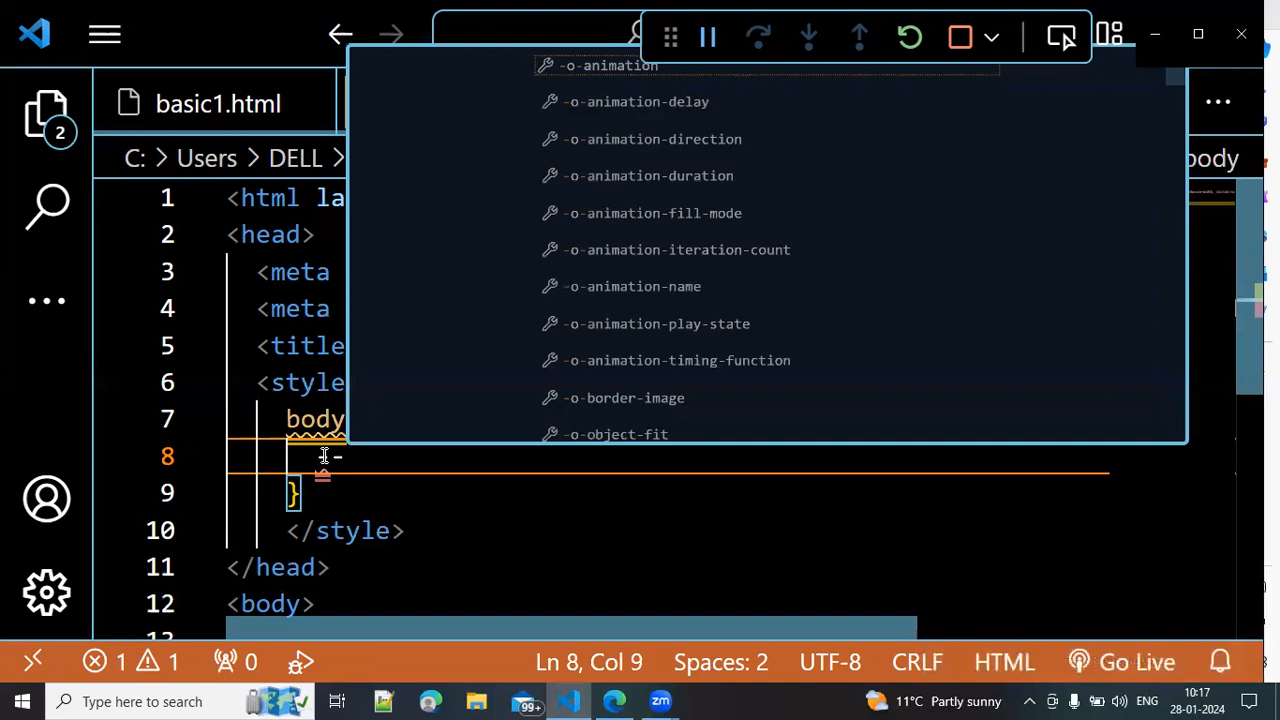 -o-animation
basic1.html
-o-animation-delay
-o-animation-direction
C: > Users > DELL >
body
-o-animation-duration
1 <html la
-o-animation-fill-mode
2 <head>
-o-animation-iteration-count
3 <meta
-o-animation-name
4 <meta
-o-animation-play-state
5 <title
-o-animation-timing-function
6 <style
-o-border-image
7 body
-o-object-fit
8 --
9 }
10 </style>
11 </head>
12 <body>
2
1 1 0 Ln 8, Col 9 Spaces: 2 UTF-8 CRLF HTML Go Live
Type here to search 99+ 11°C Partly sunny ENG 10:17
28-01-2024